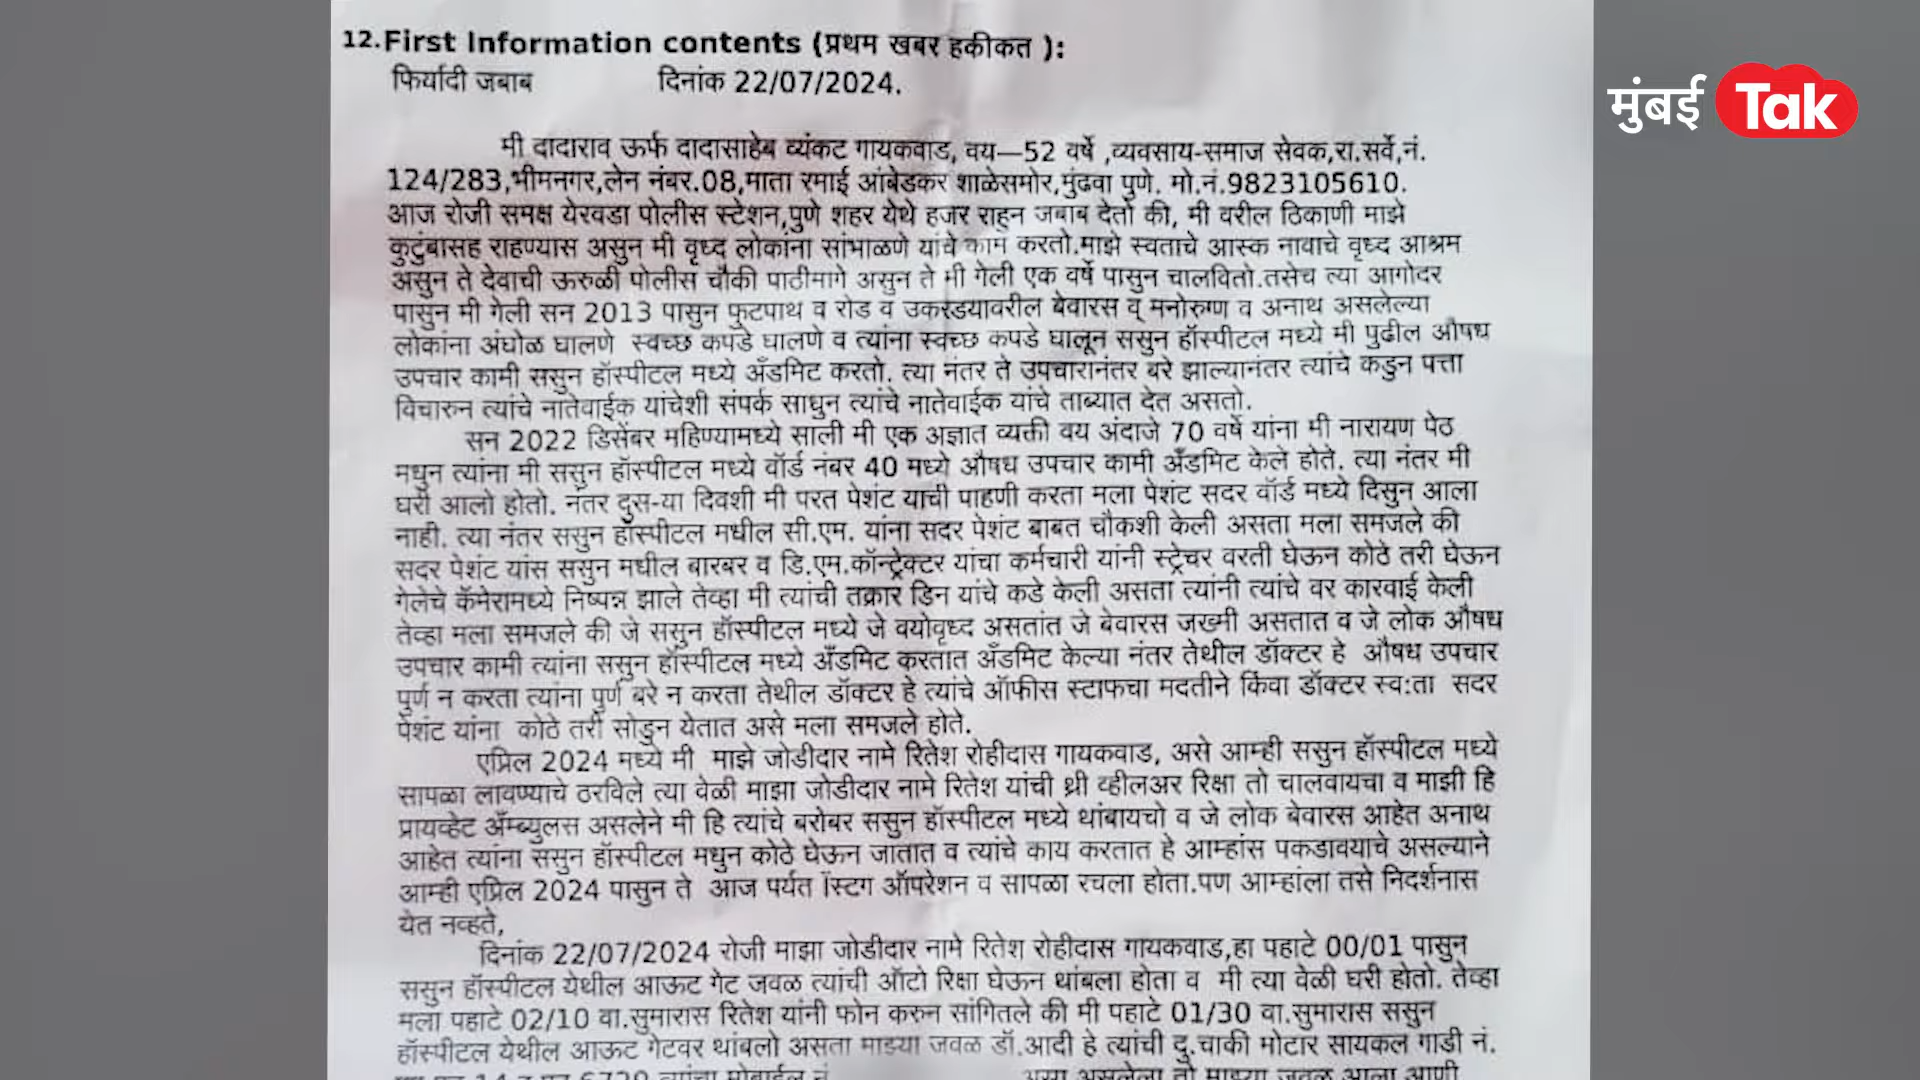 12.First Information contents (प्रथम खबर हकीकत ):
फिर्यादी जबाब दिनांक 22/07/2024.
मुंबई Tak
मी दादाराव ऊर्फ दादासाहेब व्यंकट गायकवाड, वय—52 वर्षे ,व्यवसाय-समाज सेवक,रा.सर्वे,नं.
124/283,भीमनगर,लेन नंबर.08,माता रमाई आंबेडकर शाळेसमोर,मुंढवा पुणे. मो.नं.9823105610.
आज रोजी समक्ष येरवडा पोलीस स्टेशन,पुणे शहर येथे हजर राहुन जबाब देतो की, मी वरील ठिकाणी माझे
कुटुंबासह राहण्यास असुन मी वृध्द लोकांना सांभाळणे यांचे काम करतो.माझे स्वताचे आस्क नावाचे वृध्द आश्रम
असुन ते देवाची ऊरुळी पोलीस चौकी पाठीमागे असुन ते मी गेली एक वर्षे पासुन चालवितो.तसेच त्या आगोदर
पासुन मी गेली सन 2013 पासुन फुटपाथ व रोड व उकरडयावरील बेवारस व् मनोरुग्ण व अनाथ असलेल्या
लोकांना अंघोळ घालणे स्वच्छ कपडे घालणे व त्यांना स्वच्छ कपडे घालून ससुन हॉस्पीटल मध्ये मी पुढील औषध
उपचार कामी ससुन हॉस्पीटल मध्ये अँडमिट करतो. त्या नंतर ते उपचारानंतर बरे झाल्यानंतर त्यांचे कडुन पत्ता
विचारुन त्यांचे नातेवाईक यांचेशी संपर्क साधुन त्यांचे नातेवाईक यांचे ताब्यात देत असतो.
सन 2022 डिसेंबर महिण्यामध्ये साली मी एक अज्ञात व्यक्ती वय अंदाजे 70 वर्षे यांना मी नारायण पेठ
मधुन त्यांना मी ससुन हॉस्पीटल मध्ये वॉर्ड नंबर 40 मध्ये औषध उपचार कामी अँडमिट केले होते. त्या नंतर मी
घरी आलो होतो. नंतर दुस-या दिवशी मी परत पेशंट याची पाहणी करता मला पेशंट सदर वॉर्ड मध्ये दिसुन आला
नाही. त्या नंतर ससुन हॉस्पीटल मधील सी.एम. यांना सदर पेशंट बाबत चौकशी केली असता मला समजले की
सदर पेशंट यांस ससुन मधील बारबर व डि.एम.कॉन्ट्रेक्टर यांचा कर्मचारी यांनी स्ट्रेचर वरती घेऊन कोठे तरी घेऊन
गेलेचे कॅमेरामध्ये निष्पन्न झाले तेव्हा मी त्यांची तक्रार डिन यांचे कडे केली असता त्यांनी त्यांचे वर कारवाई केली
तेव्हा मला समजले की जे ससुन हॉस्पीटल मध्ये जे वयोवृध्द असतांत जे बेवारस जख्मी असतात व जे लोक औषध
उपचार कामी त्यांना ससुन हॉस्पीटल मध्ये अँडमिट करतात अँडमिट केल्या नंतर तेथील डॉक्टर हे औषध उपचार
पुर्ण न करता त्यांना पुर्ण बरे न करता तेथील डॉक्टर हे त्यांचे ऑफीस स्टाफचा मदतीने किंवा डॉक्टर स्व:ता सदर
पेशंट यांना कोठे तरी सोडुन येतात असे मला समजले होते.
एप्रिल 2024 मध्ये मी माझे जोडीदार नामे रितेश रोहीदास गायकवाड, असे आम्ही ससुन हॉस्पीटल मध्ये
सापळा लावण्याचे ठरविले त्या वेळी माझा जोडीदार नामे रितेश यांची थ्री व्हीलअर रिक्षा तो चालवायचा व माझी हि
प्रायव्हेट अँम्ब्युलस असलेने मी हि त्यांचे बरोबर ससुन हॉस्पीटल मध्ये थांबायचो व जे लोक बेवारस आहेत अनाथ
आहेत त्यांना ससुन हॉस्पीटल मधुन कोठे घेऊन जातात व त्यांचे काय करतात हे आम्हांस पकडावयाचे असल्याने
आम्ही एप्रिल 2024 पासुन ते आज पर्यत स्टिग ऑपरेशन व सापळा रचला होता.पण आम्हांला तसे निदर्शनास
येत नव्हते,
दिनांक 22/07/2024 रोजी माझा जोडीदार नामे रितेश रोहीदास गायकवाड,हा पहाटे 00/01 पासुन
ससुन हॉस्पीटल येथील आऊट गेट जवळ त्यांची ऑटो रिक्षा घेऊन थांबला होता व मी त्या वेळी घरी होतो. तेव्हा
मला पहाटे 02/10 वा.सुमारास रितेश यांनी फोन करुन सांगितले की मी पहाटे 01/30 वा.सुमारास ससुन
हॉस्पीटल येथील आऊट गेटवर थांबलो असता माझ्या जवळ डॉ.आदी हे त्यांची दु.चाकी मोटार सायकल गाडी नं.